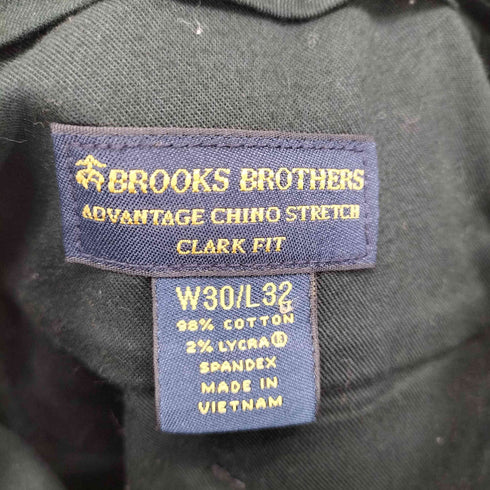 BROOKS BROTHERS
ADVANTAGE CHINO STRETCH
CLARK FIT
W30/L32
98% COTTON
2% LYCRA®
SPANDEX
MADE IN
VIETNAM